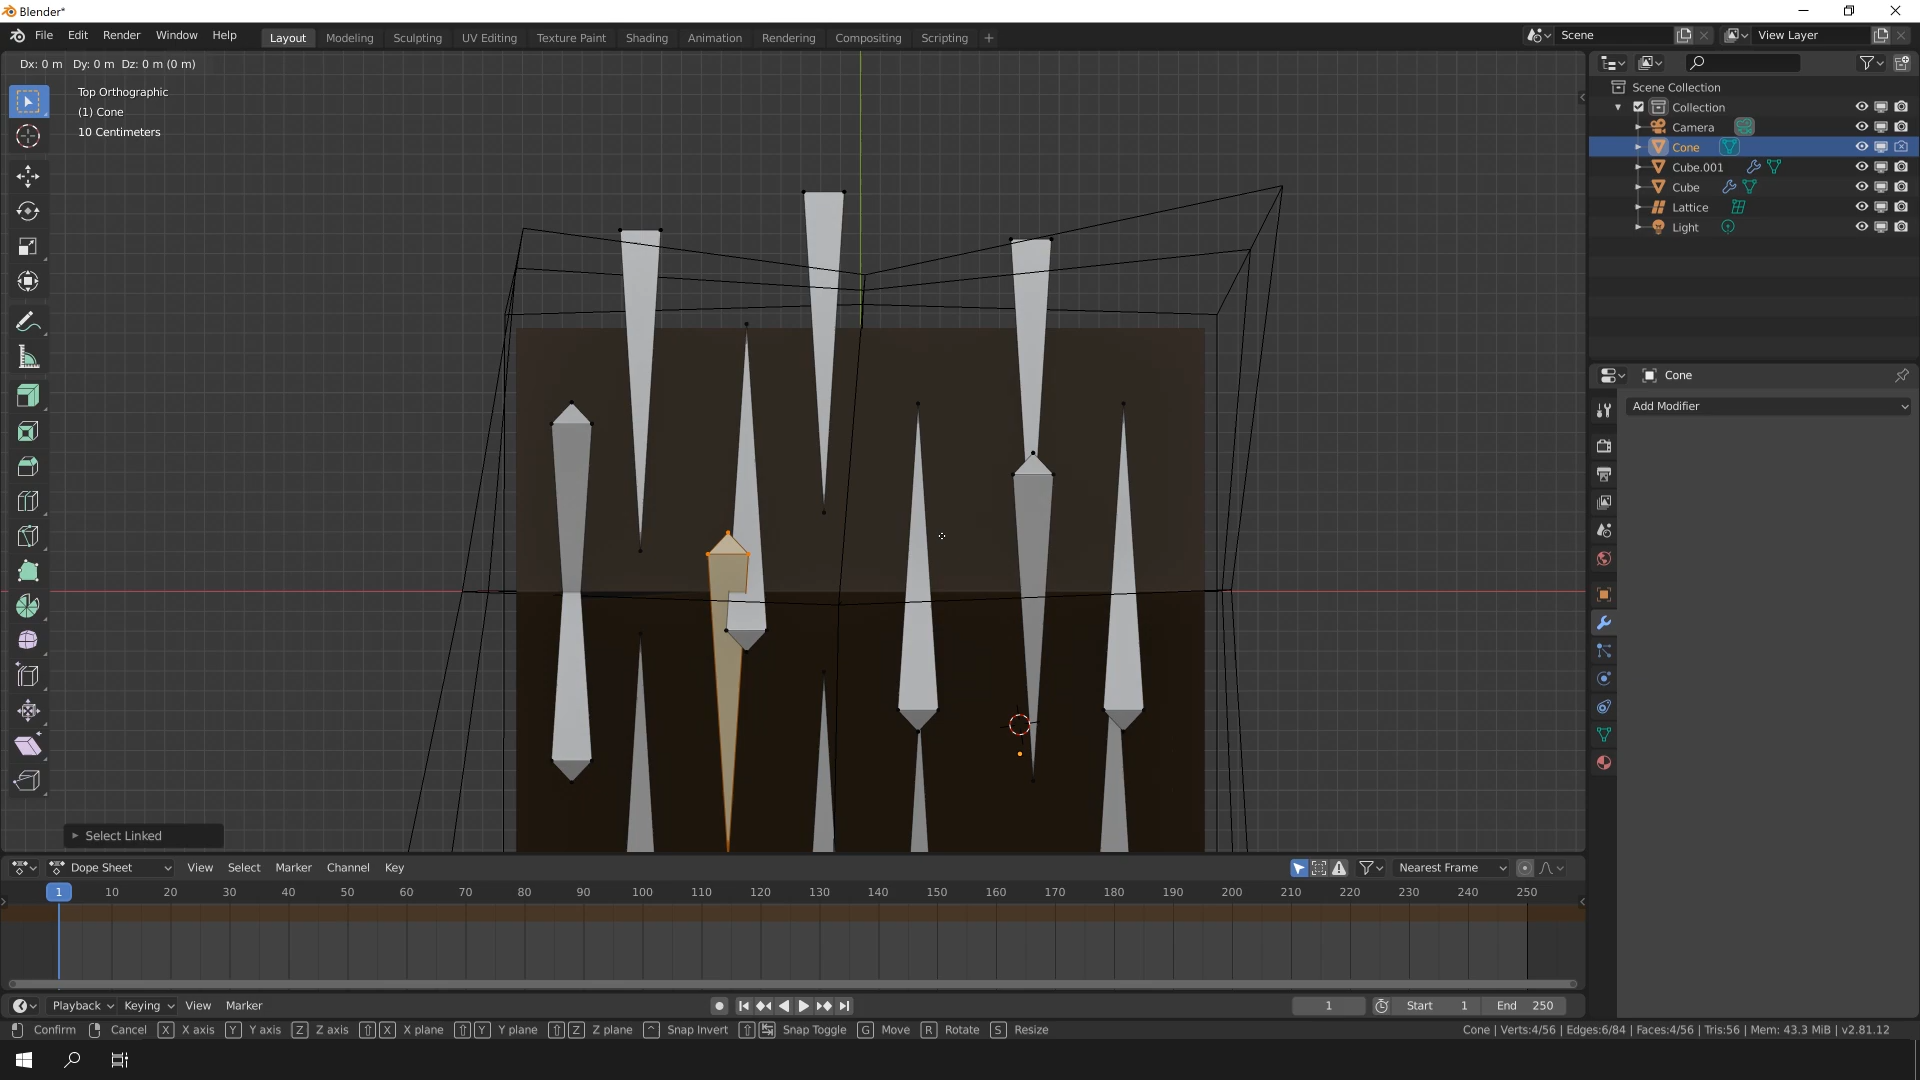 Blender*
File Edit Render Window Help Layout Modeling Sculpting UV Editing Texture Paint Shading Animation Rendering Compositing Scripting Scene View Layer
Dx: 0 m Dy: 0 m Dz: 0 m (0 m)
Top Orthographic
(1) Cone
10 Centimeters
Scene Collection
Collection
Camera
Cone
Cube.001
Cube
Lattice
Light
Cone
Add Modifier
Select Linked
Dope Sheet View Select Marker Channel Key Nearest Frame
1 10 20 30 40 50 60 70 80 90 100 110 120 130 140 150 160 170 180 190 200 210 220 230 240 250
Playback Keying View Marker 1 Start 1 End 250
Confirm Cancel X X axis Y Y axis Z Z axis X X plane Y Y plane Z Z plane ^ Snap Invert Snap Toggle G Move R Rotate S Resize Cone | Verts:4/56 | Edges:6/84 | Faces:4/56 | Tris:56 | Mem: 43.3 MiB | v2.81.12